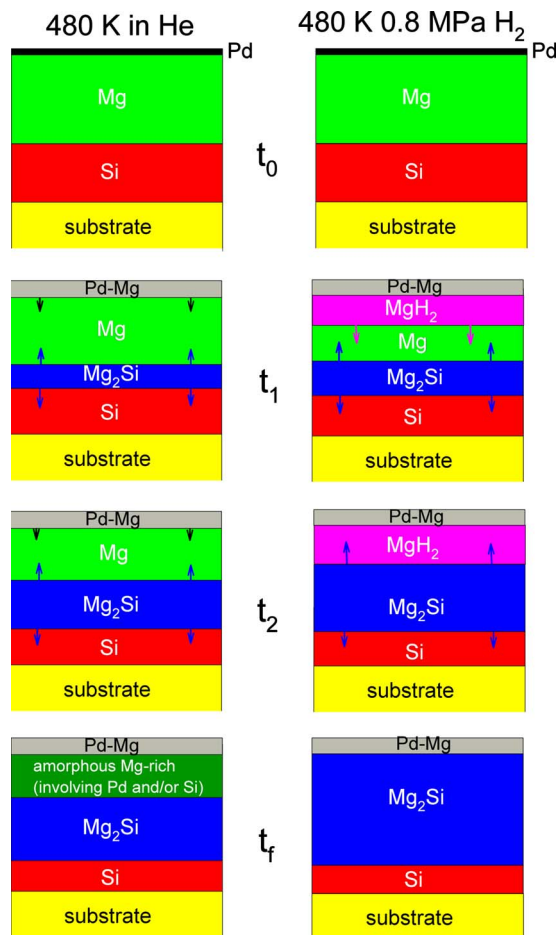 480 K in He
480 K 0.8 MPa H₂
Pd
Pd
Mg
Mg
Si
Si
t₀
substrate
substrate
Pd-Mg
Pd-Mg
MgH₂
Mg
Mg
Mg₂Si
Mg₂Si
t₁
Si
Si
substrate
substrate
Pd-Mg
Pd-Mg
Mg
MgH₂
Mg₂Si
Mg₂Si
t₂
Si
Si
substrate
substrate
Pd-Mg
Pd-Mg
amorphous Mg-rich
(involving Pd and/or Si)
Mg₂Si
Mg₂Si
t_f
Si
Si
substrate
substrate